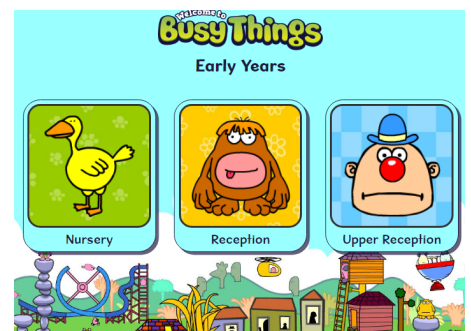 Welcome to
Busy Things
Early Years
Nursery
Reception
Upper Reception